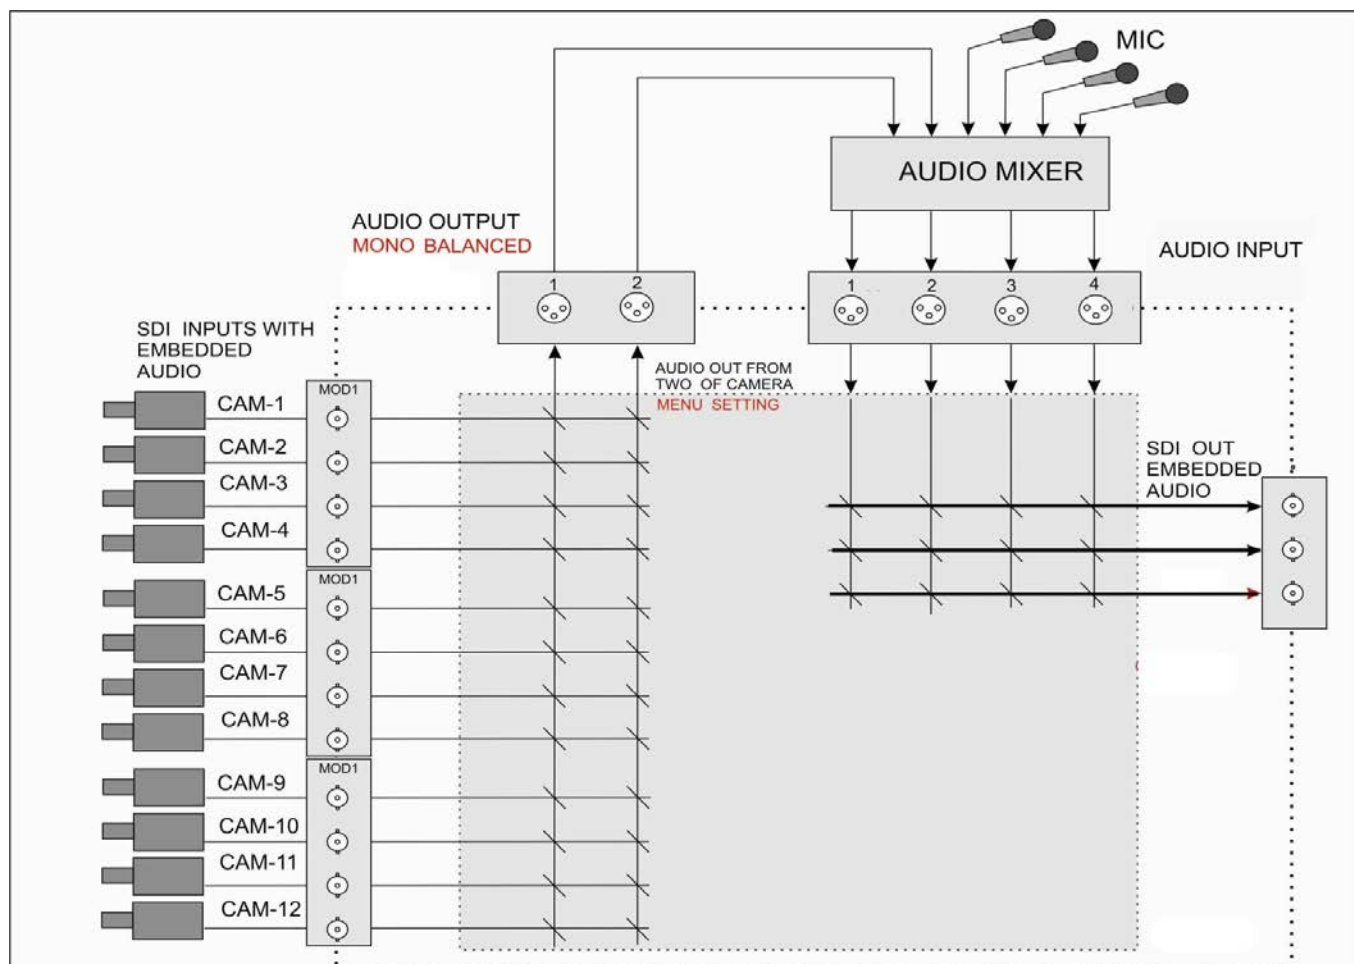 MIC
AUDIO MIXER
AUDIO OUTPUT
MONO BALANCED
AUDIO INPUT
1
2
1
2
3
4
SDI INPUTS WITH
EMBEDDED
AUDIO
AUDIO OUT FROM
TWO OF CAMERA
MENU SETTING
MOD1
CAM-1
CAM-2
CAM-3
CAM-4
SDI OUT
EMBEDDED
AUDIO
MOD1
CAM-5
CAM-6
CAM-7
CAM-8
MOD1
CAM-9
CAM-10
CAM-11
CAM-12